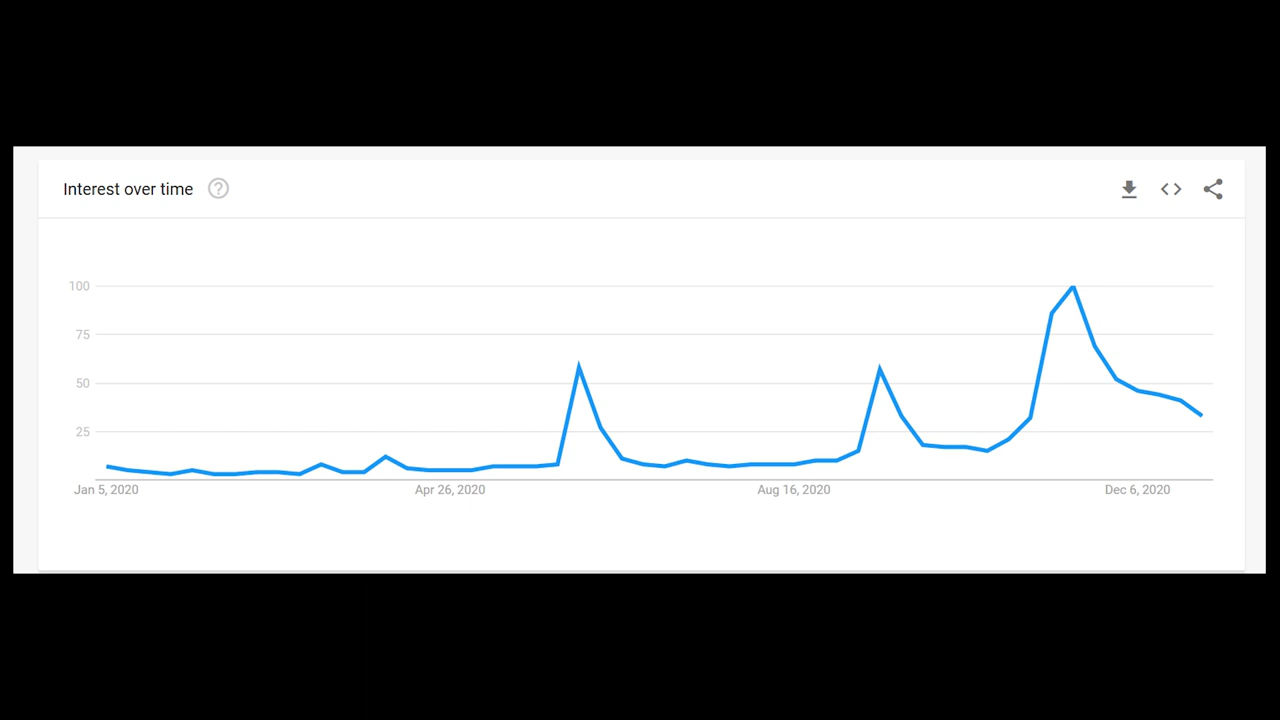 Interest over time
100
75
50
25
Jan 5, 2020 Apr 26, 2020 Aug 16, 2020 Dec 6, 2020